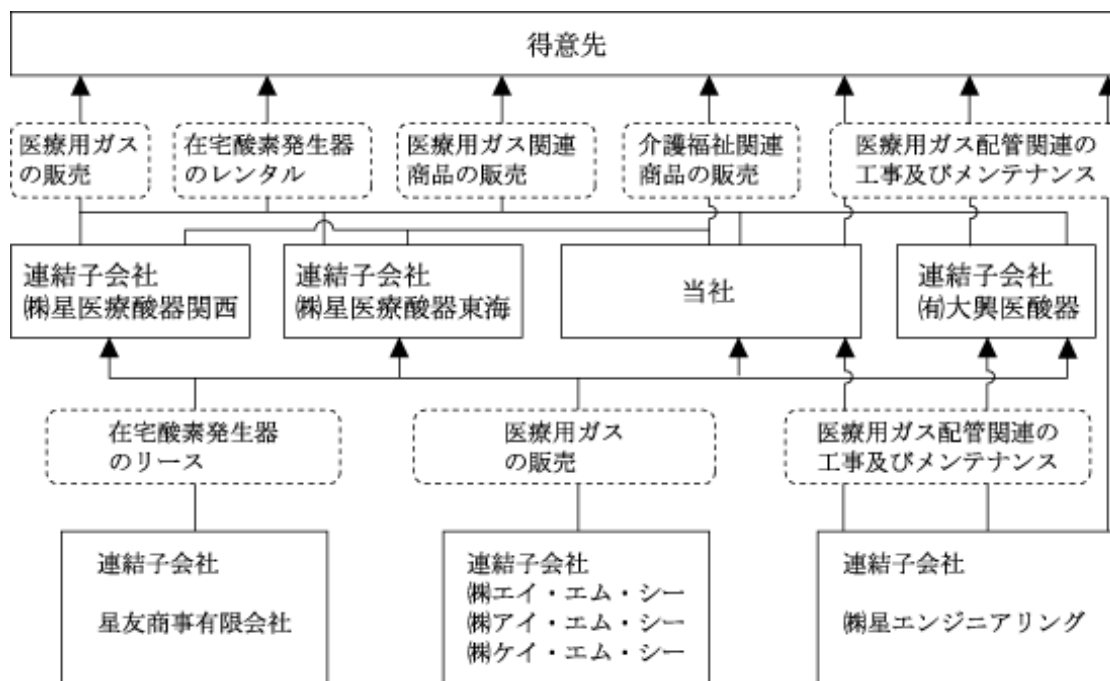 得意先
医療用ガス
の販売
在宅酸素発生器
のレンタル
医療用ガス関連
商品の販売
介護福祉関連
商品の販売
医療用ガス配管関連の
工事及びメンテナンス
連結子会社
㈱星医療酸器関西
連結子会社
㈱星医療酸器東海
当社
連結子会社
㈲大興医酸器
在宅酸素発生器
のリース
医療用ガス
の販売
医療用ガス配管関連の
工事及びメンテナンス
連結子会社
星友商事有限会社
連結子会社
㈱エイ・エム・シー
㈱アイ・エム・シー
㈱ケイ・エム・シー
連結子会社
㈱星エンジニアリング